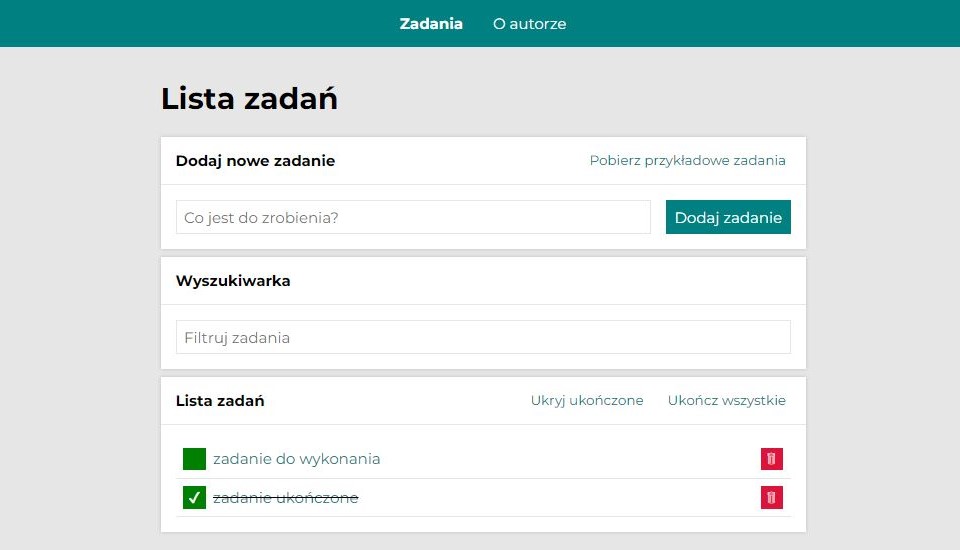 Zadania O autorze
Lista zadań
Dodaj nowe zadanie Pobierz przykładowe zadania
Co jest do zrobienia? Dodaj zadanie
Wyszukiwarka
Filtruj zadania
Lista zadań Ukryj ukończone Ukończ wszystkie
zadanie do wykonania
zadanie ukończone